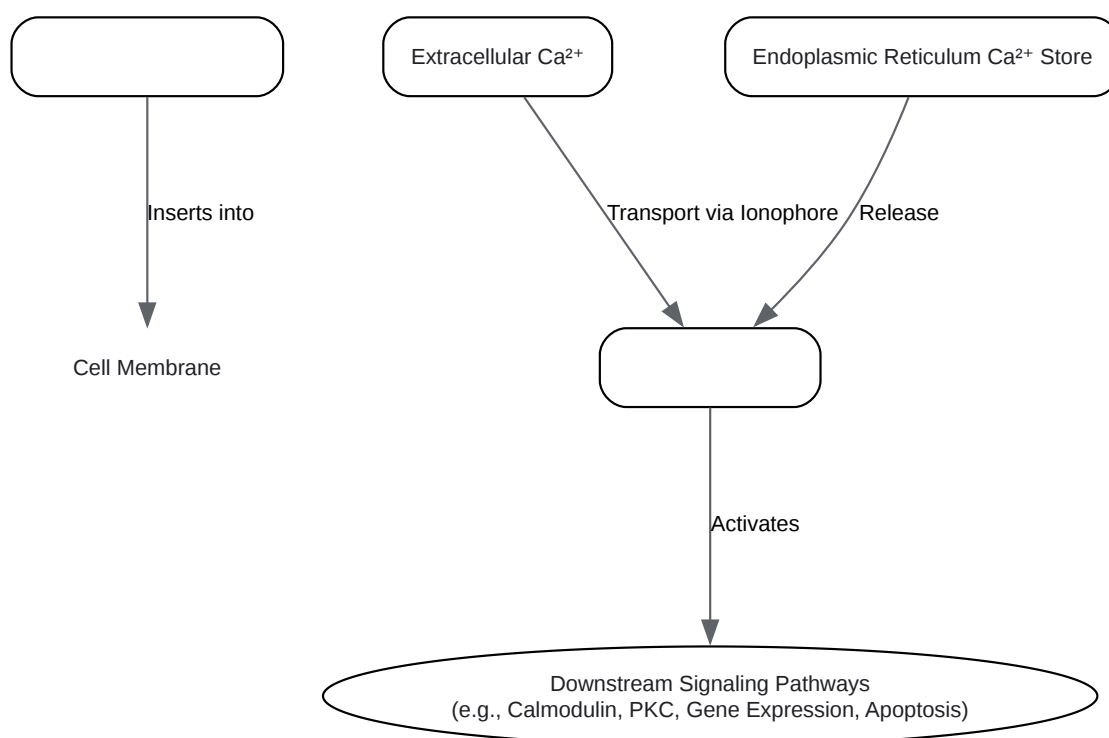 Extracellular Ca²⁺
Endoplasmic Reticulum Ca²⁺ Store
Inserts into
Transport via Ionophore
Release
Cell Membrane
Activates
Downstream Signaling Pathways
(e.g., Calmodulin, PKC, Gene Expression, Apoptosis)